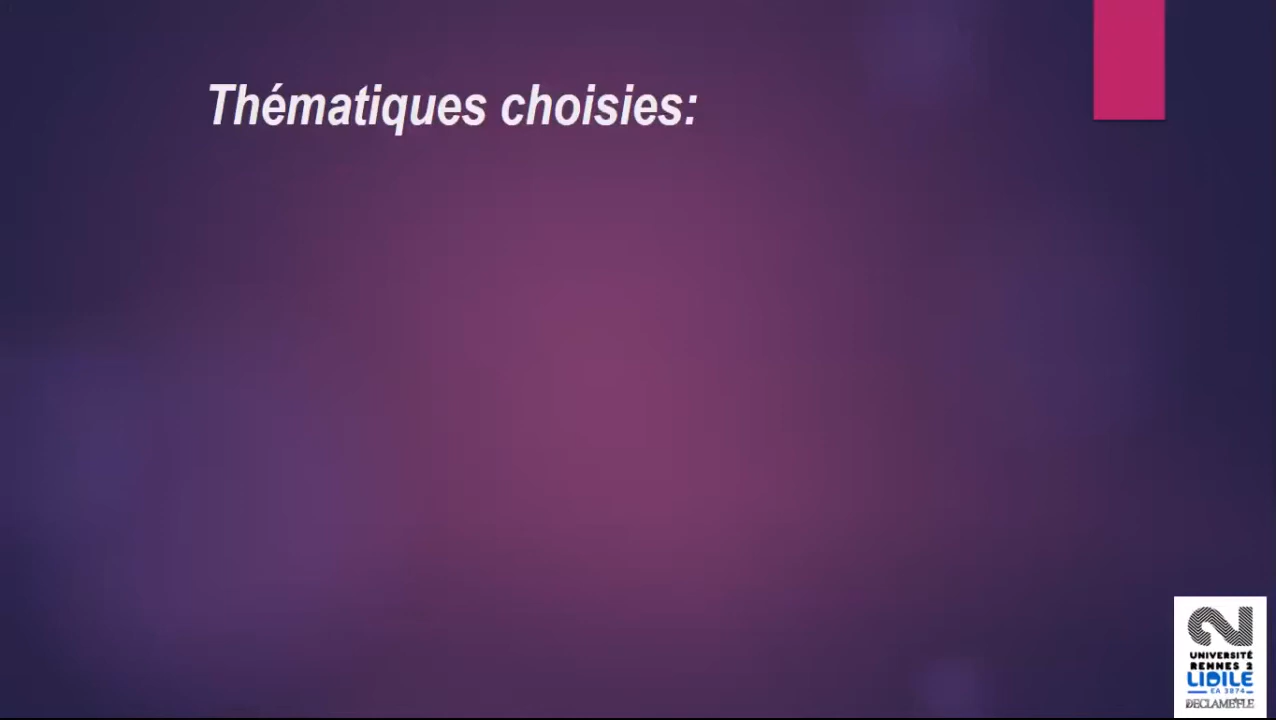 Thématiques choisies:
UNIVERSITÉ
RENNES 2
LIDILE
EA 3874
DECLAME'FLE